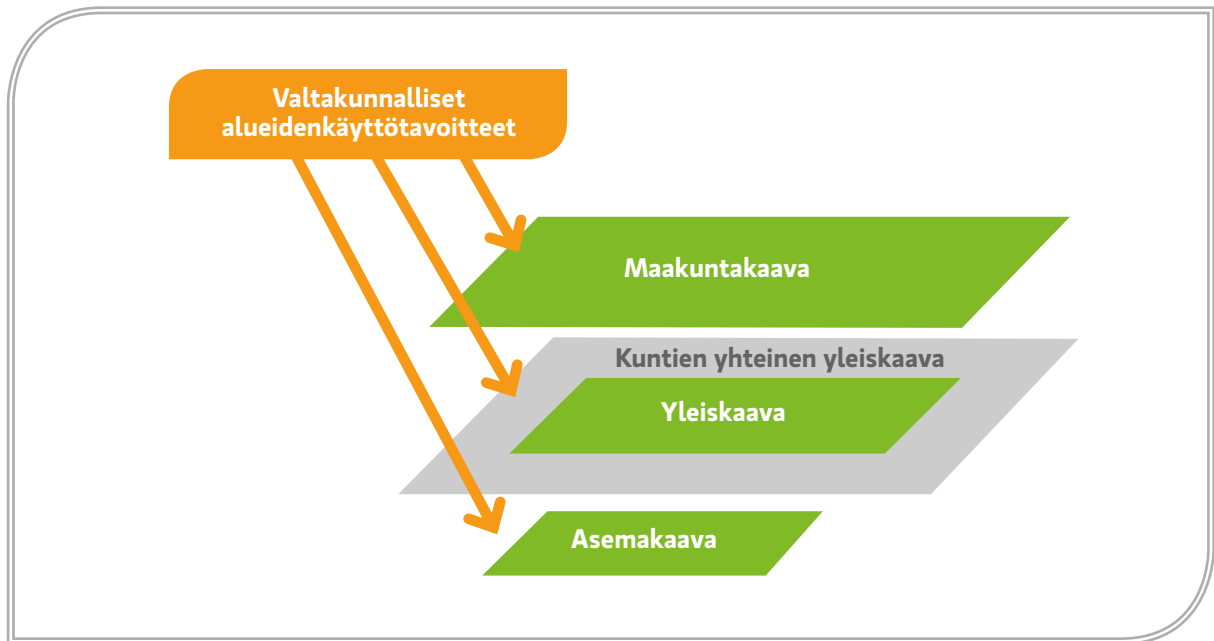 Valtakunnalliset
alueidenkäyttötavoitteet
Maakuntakaava
Kuntien yhteinen yleiskaava
Yleiskaava
Asemakaava